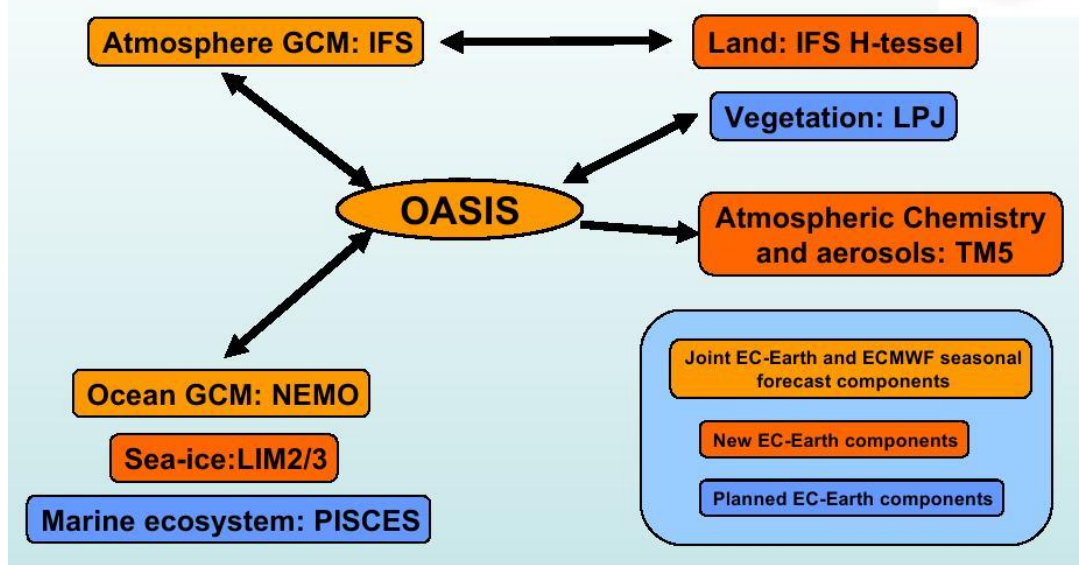 Atmosphere GCM: IFS
Land: IFS H-tessel
Vegetation: LPJ
OASIS
Atmospheric Chemistry
and aerosols: TM5
Ocean GCM: NEMO
Sea-ice:LIM2/3
Marine ecosystem: PISCES
Joint EC-Earth and ECMWF seasonal
forecast components
New EC-Earth components
Planned EC-Earth components